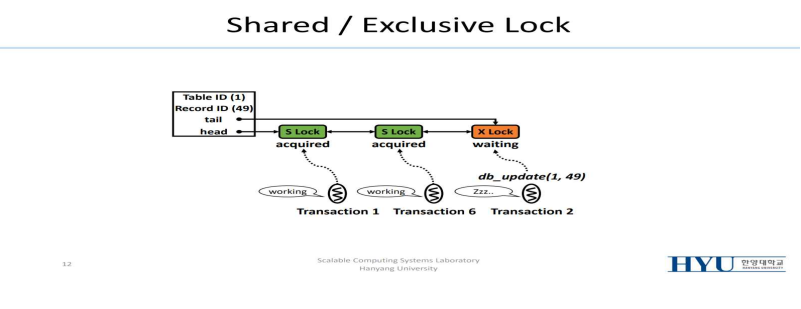 Shared / Exclusive Lock
Table ID (1)
Record ID (49)
tail
head
S Lock
S Lock
X Lock
acquired
acquired
waiting
db_update(1, 49)
working
working
Zzz..
Transaction 1
Transaction 6
Transaction 2
12
Scalable Computing Systems Laboratory
Hanyang University
HYU 한양대학교
HANYANG UNIVERSITY